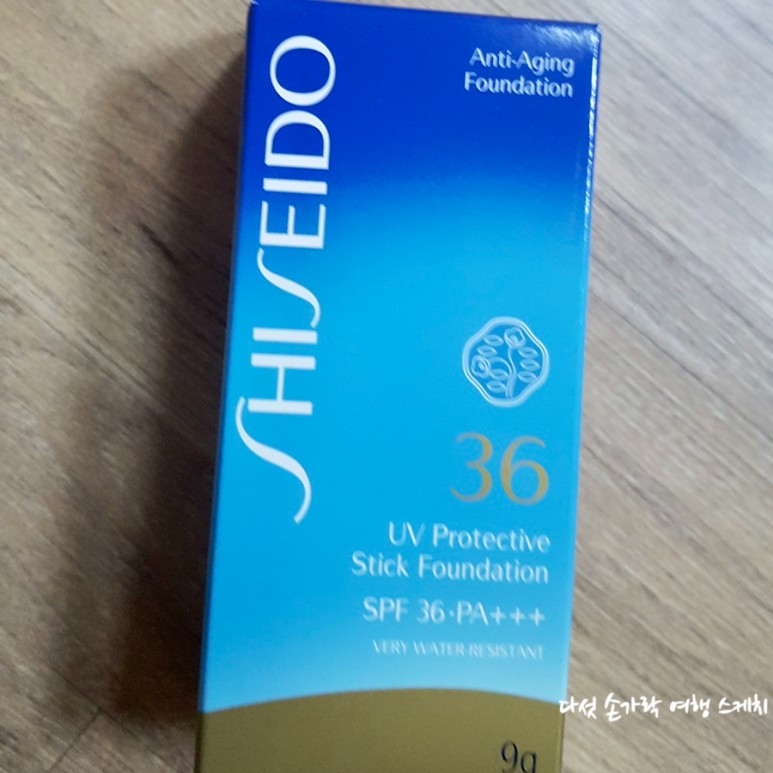 SHISEIDO
Anti-Aging
Foundation
36
UV Protective
Stick Foundation
SPF 36·PA+++
VERY WATER-RESISTANT
다섯 손가락 여행 스케치
9g